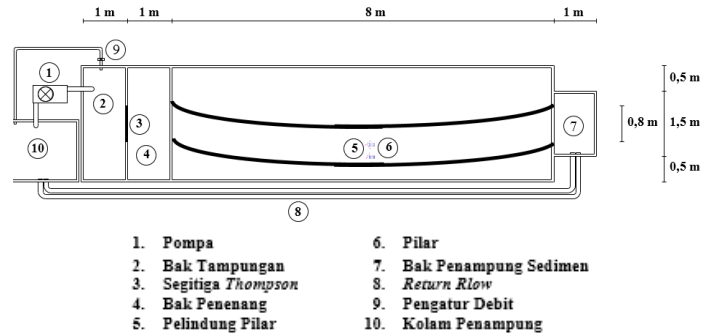 1 m 1 m 8 m 1 m
9
1
2
3
4
5
6
7
8
10
0,5 m
0,8 m
1,5 m
0,5 m
1. Pompa
2. Bak Tampungan
3. Segitiga Thompson
4. Bak Penenang
5. Pelindung Pilar
6. Pilar
7. Bak Penampung Sedimen
8. Return Rlow
9. Pengatur Debit
10. Kolam Penampung